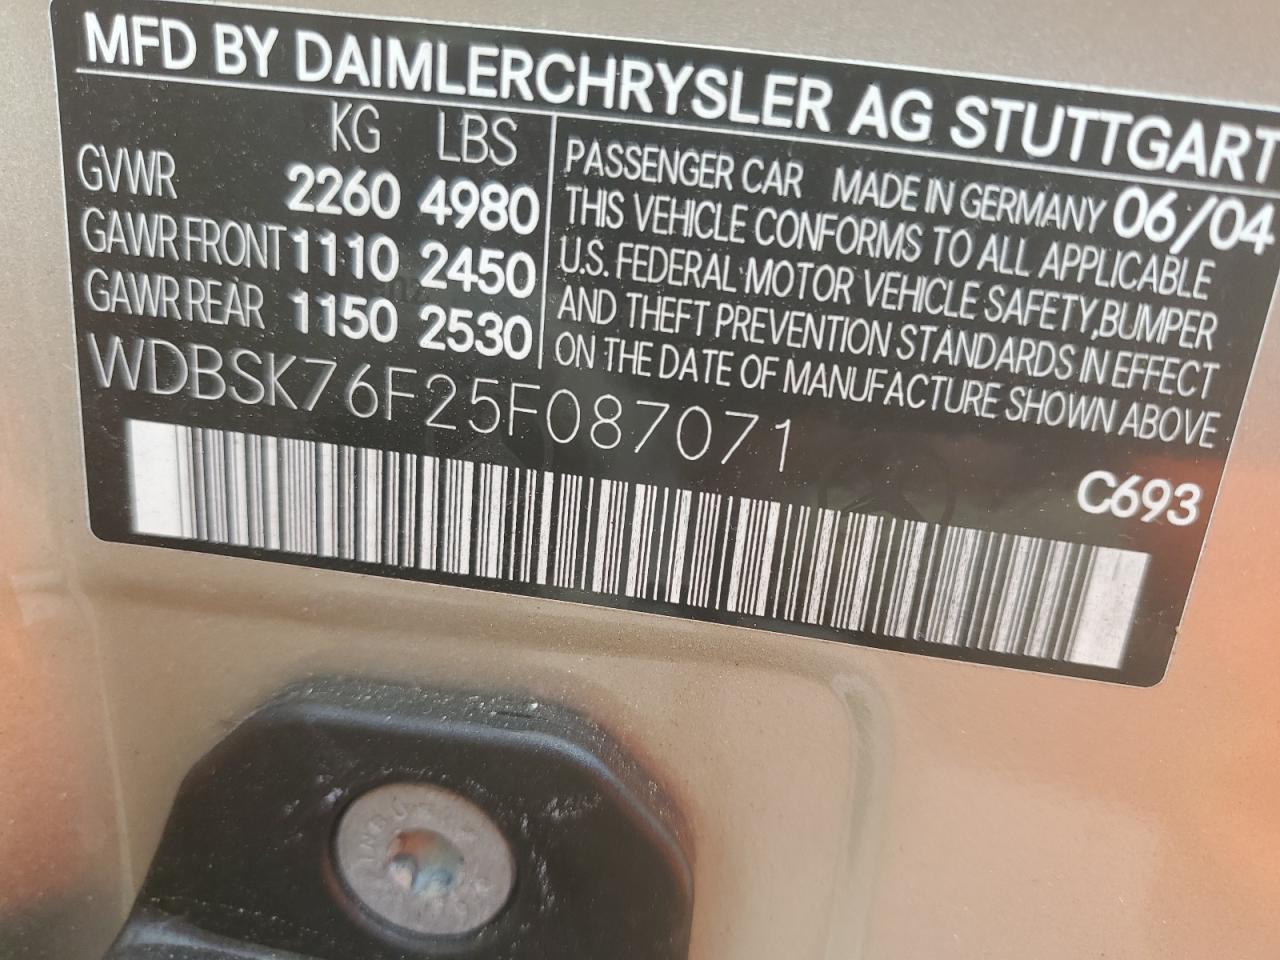 MFD BY DAIMLERCHRYSLER AG STUTTGART
KG LBS
GVWR 2260 4980
GAWR FRONT 1110 2450
GAWR REAR 1150 2530
PASSENGER CAR MADE IN GERMANY 06/04
THIS VEHICLE CONFORMS TO ALL APPLICABLE
U.S. FEDERAL MOTOR VEHICLE SAFETY,BUMPER
AND THEFT PREVENTION STANDARDS IN EFFECT
ON THE DATE OF MANUFACTURE SHOWN ABOVE
WDBSK76F25F087071
C693